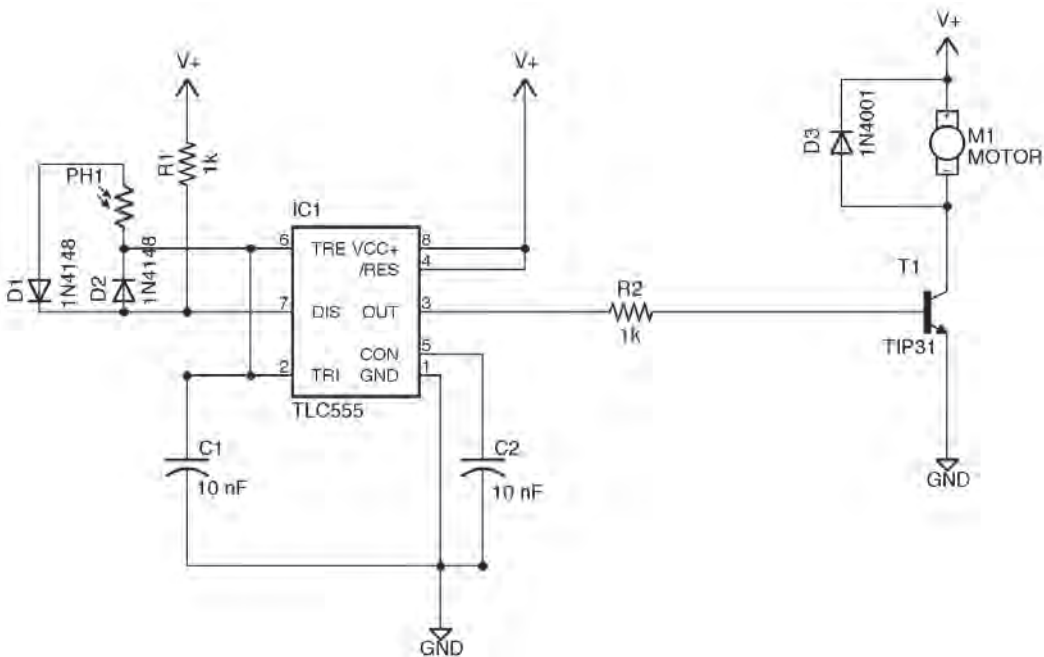 V+
V+
V+
D3
1N4001
+
M1
MOTOR
-
R1
1k
PH1
IC1
D1
1N4148
D2
1N4148
6
TRE
VCC+
8
/RES
4
7
DIS
OUT
3
R2
1k
T1
TIP31
CON
5
2
TRI
GND
1
TLC555
C1
10 nF
C2
10 nF
GND
GND